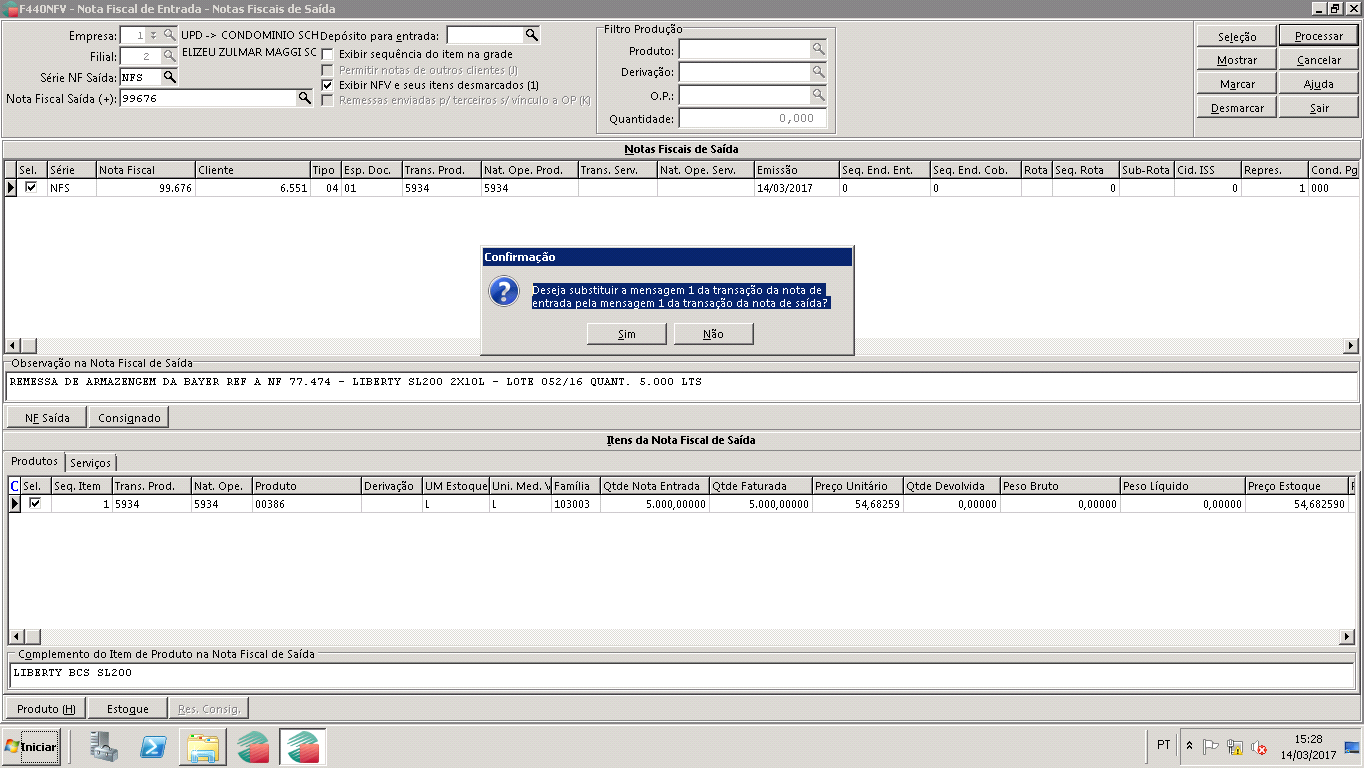 F440NFV - Nota Fiscal de Entrada - Notas Fiscais de Saída
Empresa: 1 UPD -> CONDOMINIO SCH Depósito para entrada:
Filial: 2 ELIZEU ZULMAR MAGGI SC
Série NF Saída: NFS
Nota Fiscal Saída (+): 99676
Exibir sequência do item na grade
Permitir notas de outros clientes (J)
Exibir NFV e seus itens desmarcados (1)
Remessas enviadas p/ terceiros s/ vínculo a OP (K)
Filtro Produção
Produto:
Derivação:
O.P.:
Quantidade: 0,000
Seleção Processar
Mostrar Cancelar
Marcar Ajuda
Desmarcar Sair
Notas Fiscais de Saída
Sel. Série Nota Fiscal Cliente Tipo Esp. Doc. Trans. Prod. Nat. Ope. Prod. Trans. Serv. Nat. Ope. Serv. Emissão Seq. End. Ent. Seq. End. Cob. Rota Seq. Rota Sub-Rota Cid. ISS Repres. Cond. Pg
NFS 99.676 6.551 04 01 5934 5934 14/03/2017 0 0 0 0 1 000
Confirmação
Deseja substituir a mensagem 1 da transação da nota de
entrada pela mensagem 1 da transação da nota de saída?
Sim Não
Observação na Nota Fiscal de Saída
REMESSA DE ARMAZENGEM DA BAYER REF A NF 77.474 - LIBERTY SL200 2X10L - LOTE 052/16 QUANT. 5.000 LTS
NF Saída Consignado
Itens da Nota Fiscal de Saída
Produtos Serviços
C Sel. Seq. Item Trans. Prod. Nat. Ope. Produto Derivação UM Estoque Uni. Med. V Família Qtde Nota Entrada Qtde Faturada Preço Unitário Qtde Devolvida Peso Bruto Peso Líquido Preço Estoque
1 5934 5934 00386 L L 103003 5.000,00000 5.000,00000 54,68259 0,00000 0,00000 0,00000 54,682590
Complemento do Item de Produto na Nota Fiscal de Saída
LIBERTY BCS SL200
Produto (H) Estoque Res. Consig.
Iniciar PT 15:28
14/03/2017